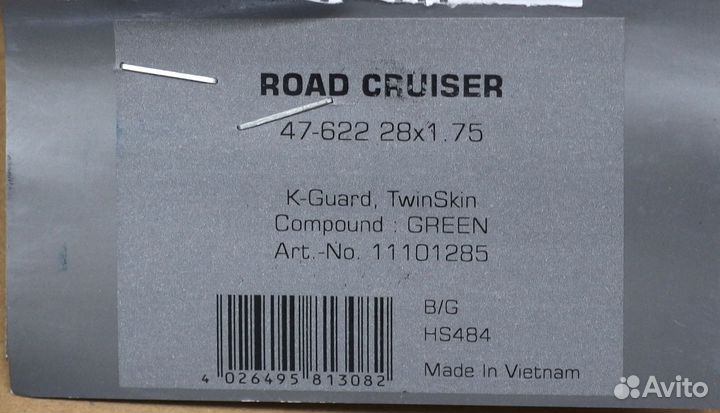 ROAD CRUISER
47-622 28x1.75
K-Guard, TwinSkin
Compound : GREEN
Art.-No. 11101285
B/G
HS484
4 026495 813082
Made In Vietnam
Avito